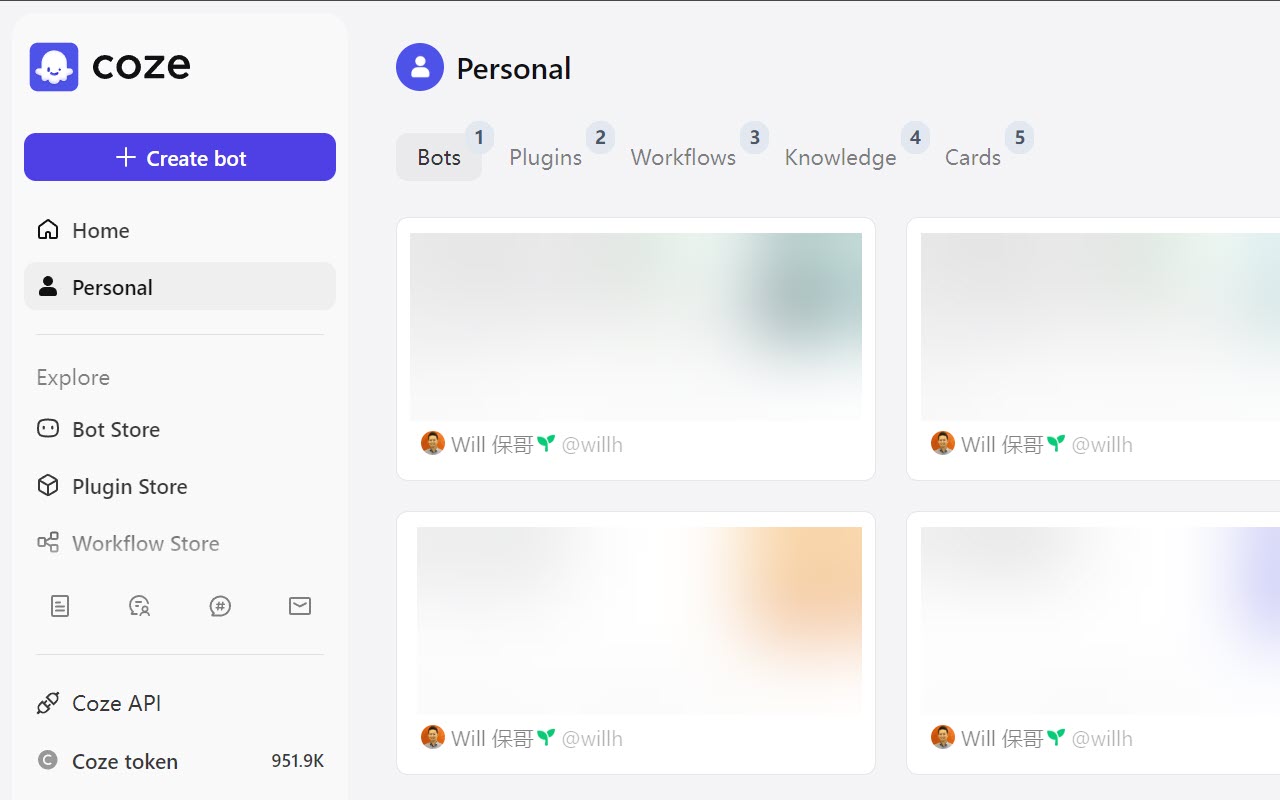 coze
Create bot
Home
Personal
Explore
Bot Store
Plugin Store
Workflow Store
Coze API
Coze token 951.9K
Personal
Bots 1 Plugins 2 Workflows 3 Knowledge 4 Cards 5
Will 保哥🌱 @willh
Will 保哥🌱 @willh
Will 保哥🌱 @willh
Will 保哥🌱 @willh